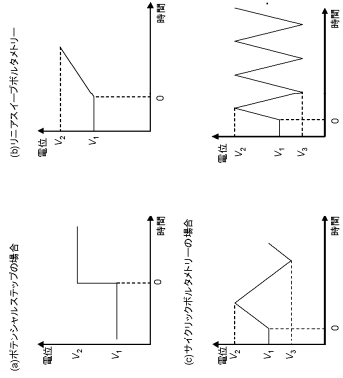 (a)ポテンシャルステップの場合
電位
V2
V1
0
時間
(b)リニアスイープボルタメトリー
電位
V2
V1
0
時間
(c)サイクリックボルタメトリーの場合
電位
V2
V1
V3
0
時間
電位
V2
V1
V3
0
時間